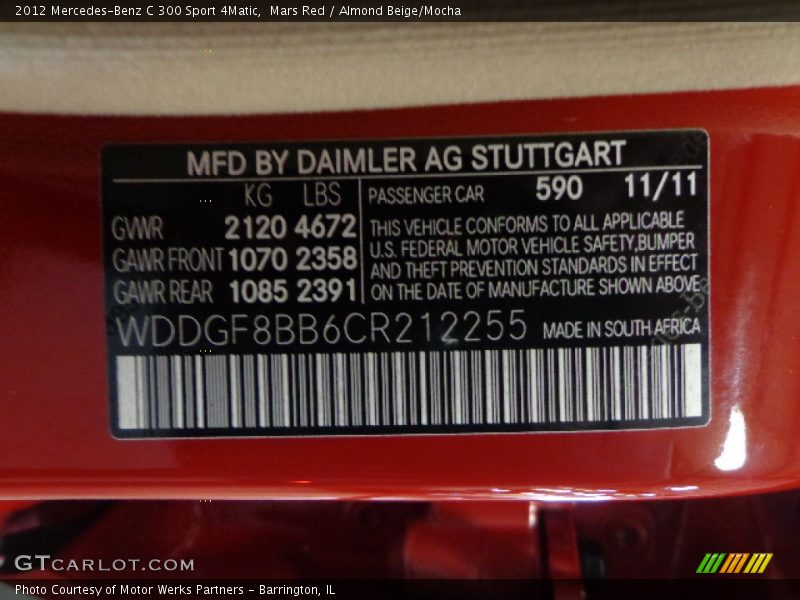 2012 Mercedes-Benz C 300 Sport 4Matic,  Mars Red / Almond Beige/Mocha
MFD BY DAIMLER AG STUTTGART
KG LBS
GVWR 2120 4672
GAWR FRONT 1070 2358
GAWR REAR 1085 2391
PASSENGER CAR 590 11/11
THIS VEHICLE CONFORMS TO ALL APPLICABLE
U.S. FEDERAL MOTOR VEHICLE SAFETY,BUMPER
AND THEFT PREVENTION STANDARDS IN EFFECT
ON THE DATE OF MANUFACTURE SHOWN ABOVE
WDDGF8BB6CR212255 MADE IN SOUTH AFRICA
GTCARLOT.COM
Photo Courtesy of Motor Werks Partners - Barrington, IL